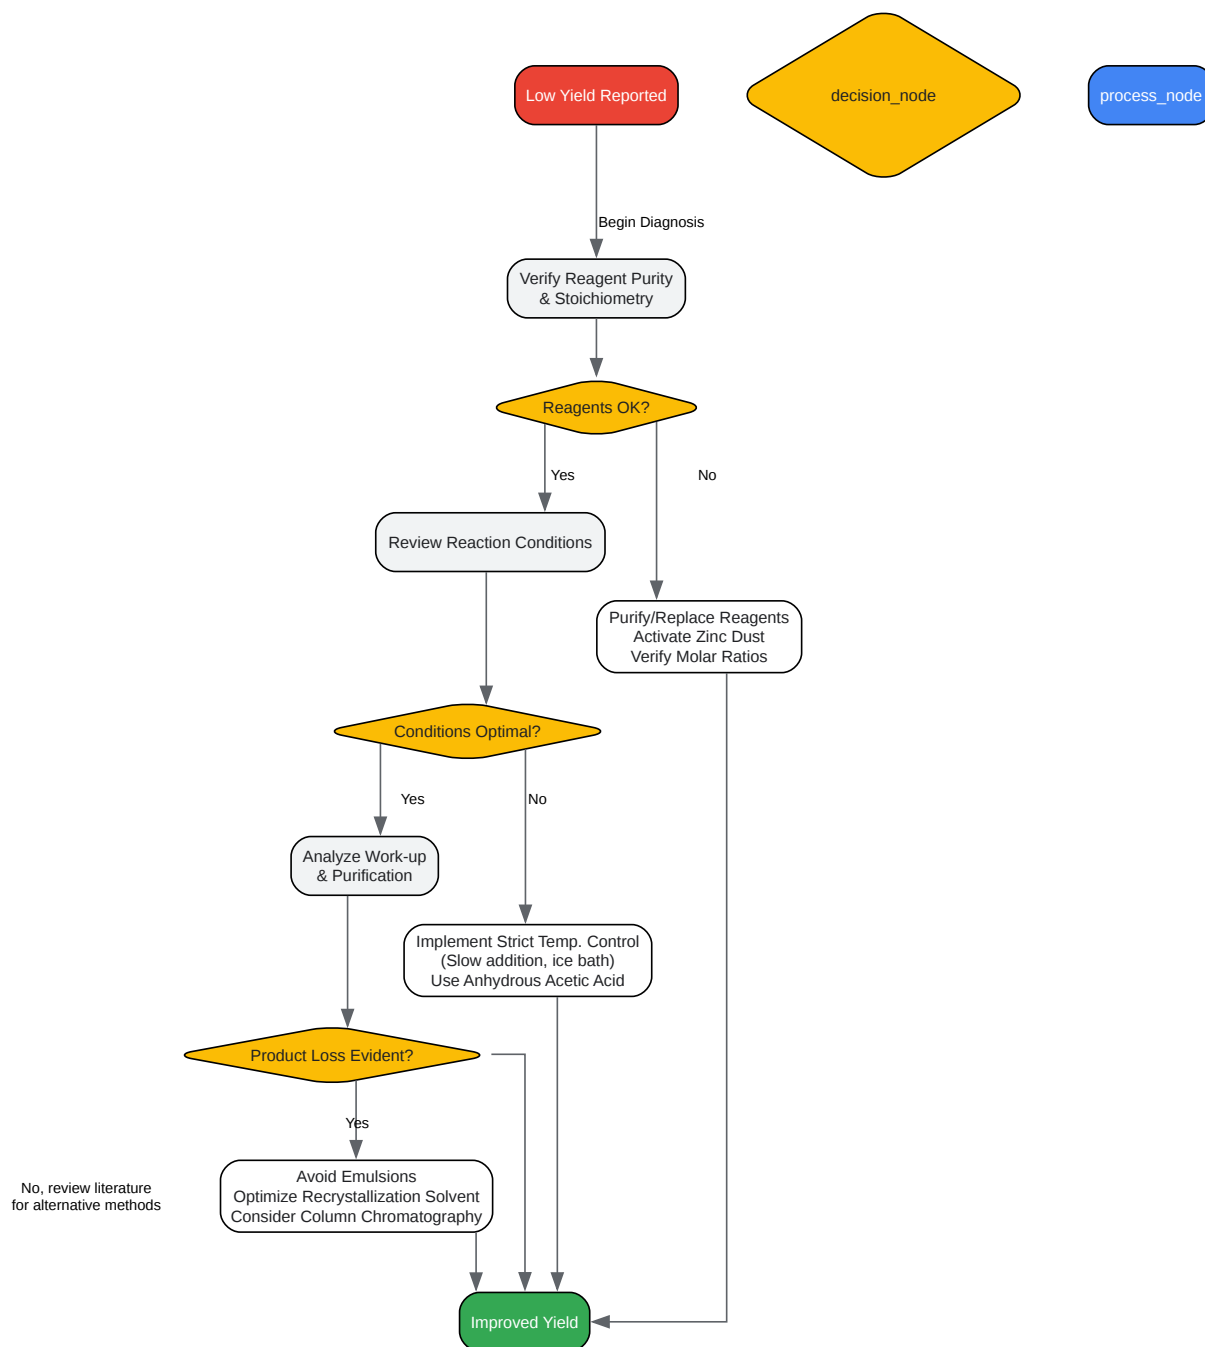 Low Yield Reported
decision_node
process_node
Begin Diagnosis
Verify Reagent Purity
& Stoichiometry
Reagents OK?
Yes
No
Review Reaction Conditions
Purify/Replace Reagents
Activate Zinc Dust
Verify Molar Ratios
Conditions Optimal?
Yes
No
Analyze Work-up
& Purification
Implement Strict Temp. Control
(Slow addition, ice bath)
Use Anhydrous Acetic Acid
Product Loss Evident?
Yes
No, review literature
for alternative methods
Avoid Emulsions
Optimize Recrystallization Solvent
Consider Column Chromatography
Improved Yield